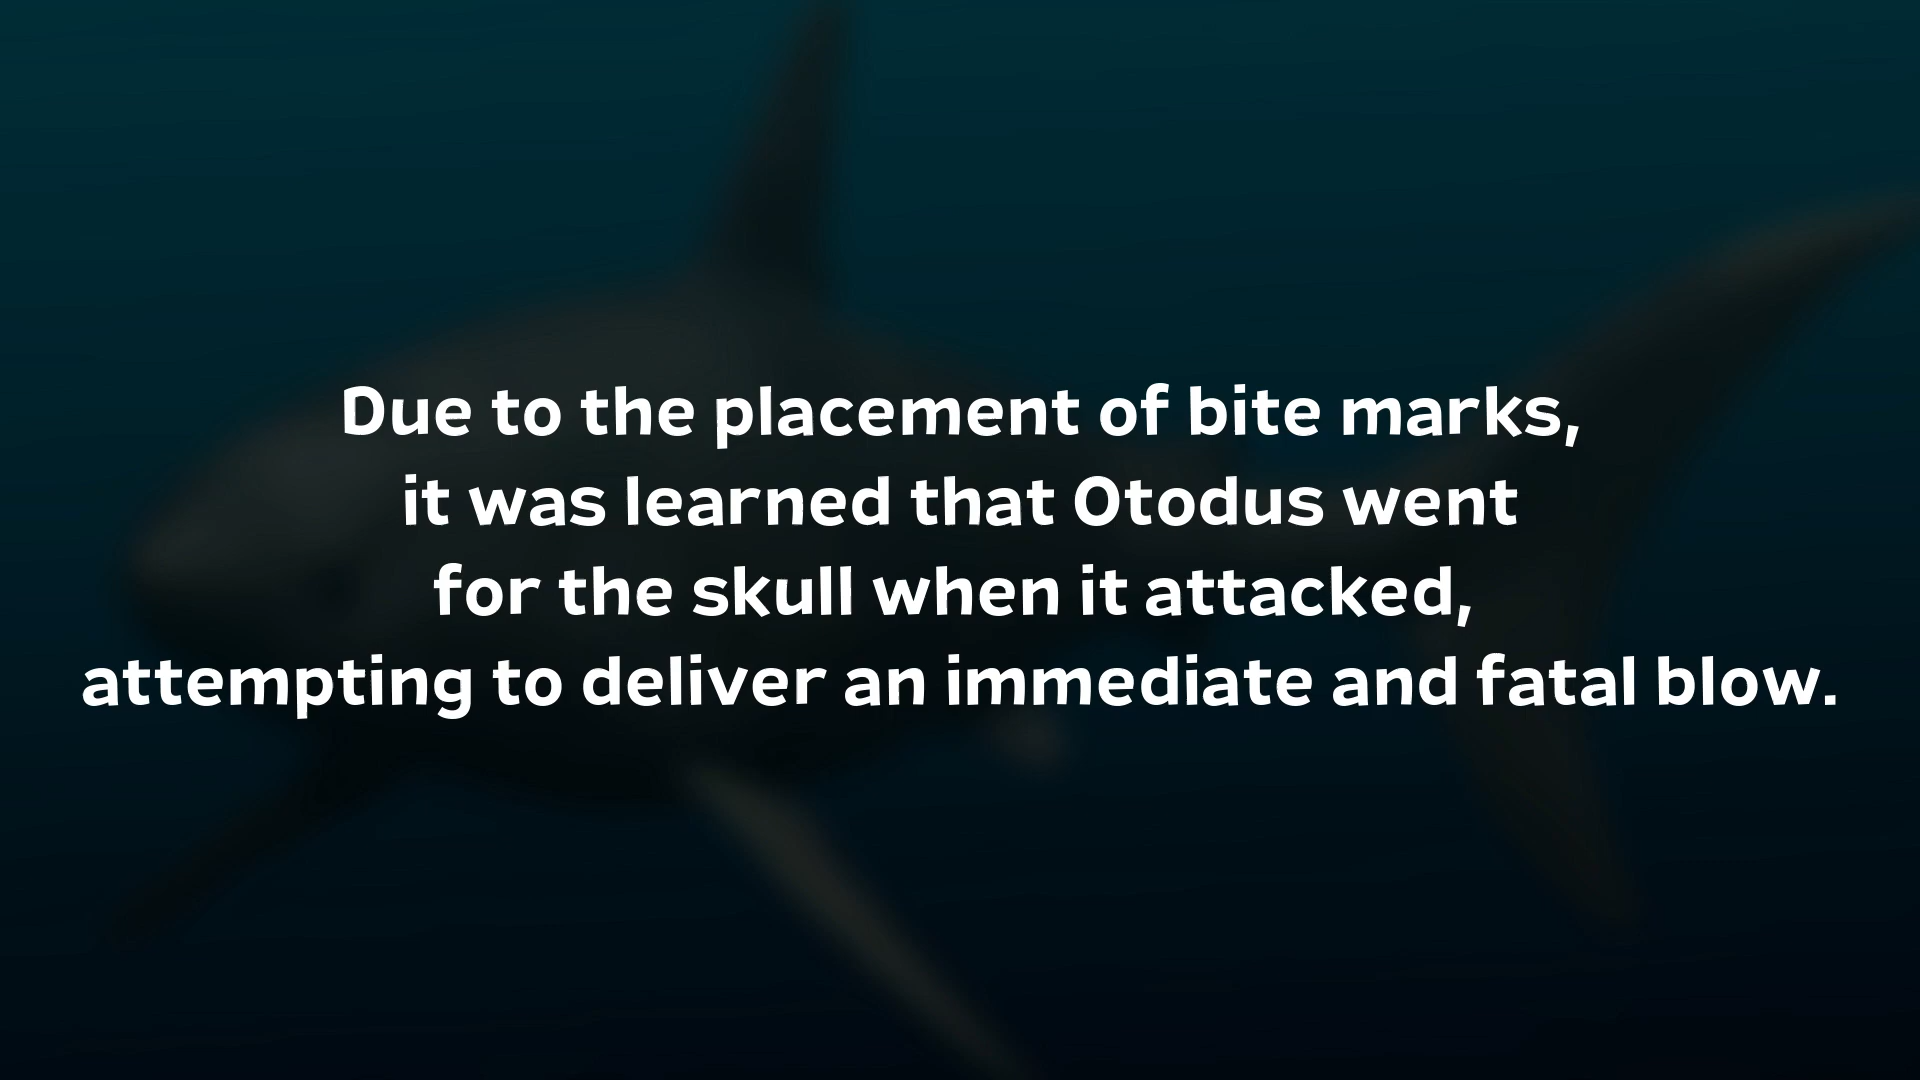 Due to the placement of bite marks,
it was learned that Otodus went
for the skull when it attacked,
attempting to deliver an immediate and fatal blow.